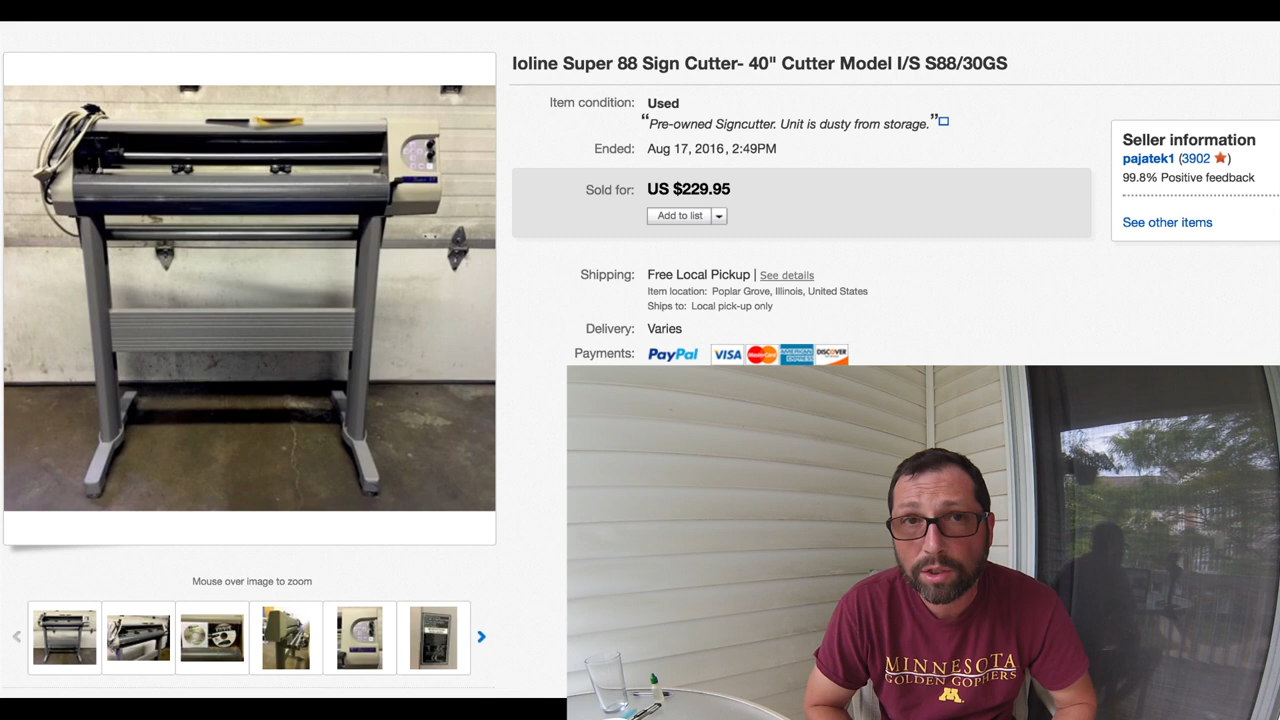 Ioline Super 88 Sign Cutter- 40" Cutter Model I/S S88/30GS
Item condition: Used
“Pre-owned Signcutter. Unit is dusty from storage.”
Ended: Aug 17, 2016 , 2:49PM
Sold for: US $229.95
Add to list
Shipping: Free Local Pickup | See details
Item location: Poplar Grove, Illinois, United States
Ships to: Local pick-up only
Delivery: Varies
Payments: PayPal VISA MasterCard AMERICAN EXPRESS DISCOVER
Seller information
pajatek1 (3902 )
99.8% Positive feedback
See other items
Mouse over image to zoom
MINNESOTA
GOLDEN GOPHERS
M